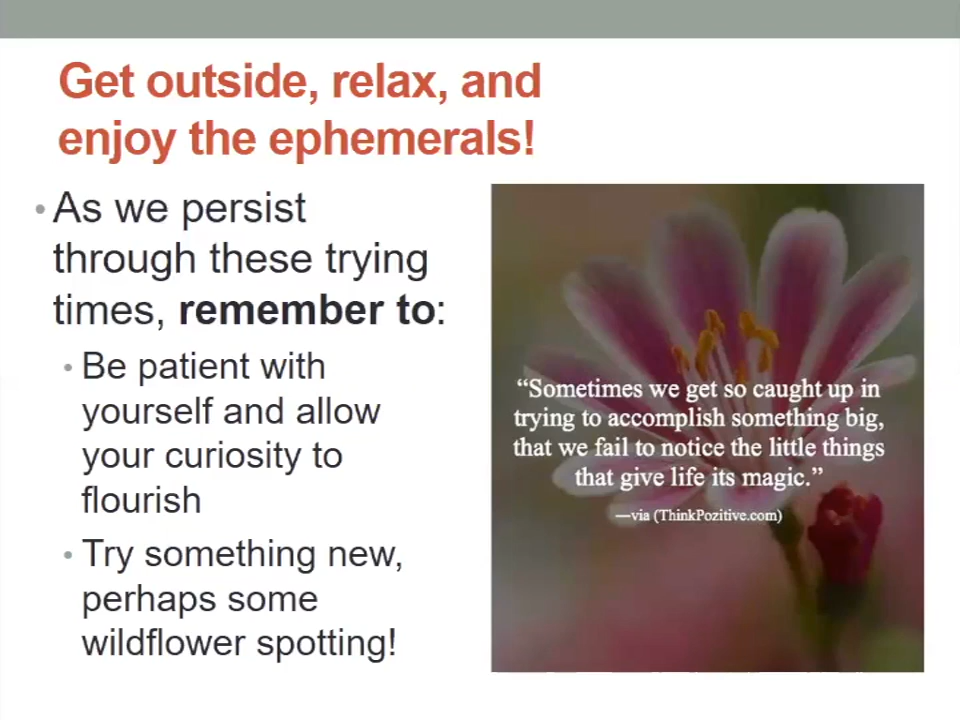 Get outside, relax, and
enjoy the ephemerals!
• As we persist
through these trying
times, remember to:
• Be patient with
yourself and allow
your curiosity to
flourish
• Try something new,
perhaps some
wildflower spotting!
“Sometimes we get so caught up in
trying to accomplish something big,
that we fail to notice the little things
that give life its magic.”
—via (ThinkPozitive.com)